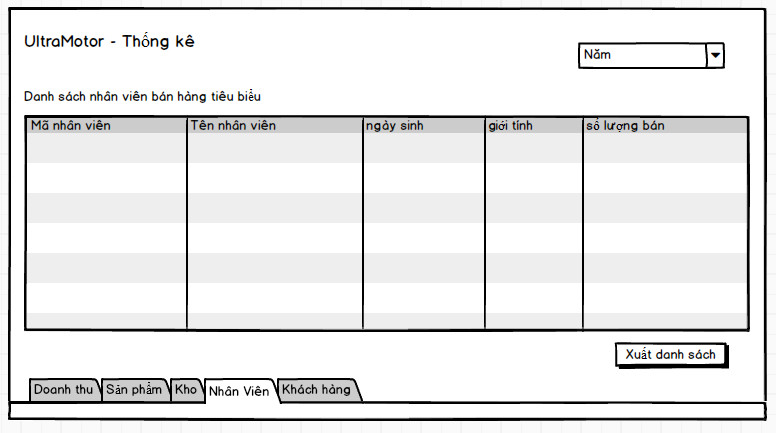 UltraMotor - Thống kê
Năm
Danh sách nhân viên bán hàng tiêu biểu
Mã nhân viên Tên nhân viên ngày sinh giới tính số lượng bán
Xuất danh sách
Doanh thu Sản phẩm Kho Nhân Viên Khách hàng